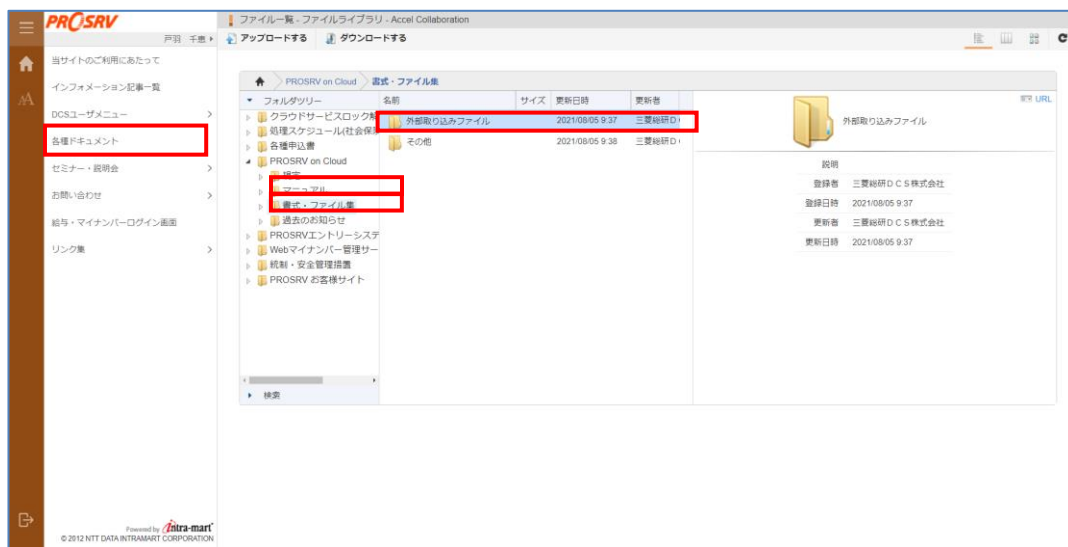 PROSRV
戸羽 千恵
当サイトのご利用にあたって
インフォメーション記事一覧
DCSユーザメニュー
各種ドキュメント
セミナー・説明会
お問い合わせ
給与・マイナンバーログイン画面
リンク集
Powered by intra-mart
© 2012 NTT DATA INTRAMART CORPORATION
ファイル一覧 - ファイルライブラリ - Accel Collaboration
アップロードする ダウンロードする
PROSRV on Cloud 書式・ファイル集
フォルダツリー
クラウドサービスロック解
処理スケジュール(社会保
各種申込書
PROSRV on Cloud
規定
マニュアル
書式・ファイル集
過去のお知らせ
PROSRVエントリーシステ
Webマイナンバー管理サー
統制・安全管理措置
PROSRV お客様サイト
検索
名前 サイズ 更新日時 更新者
外部取り込みファイル 2021/08/05 9:37 三菱総研D
その他 2021/08/05 9:38 三菱総研D
URL
外部取り込みファイル
説明
登録者 三菱総研DCS株式会社
登録日時 2021/08/05 9:37
更新者 三菱総研DCS株式会社
更新日時 2021/08/05 9:37